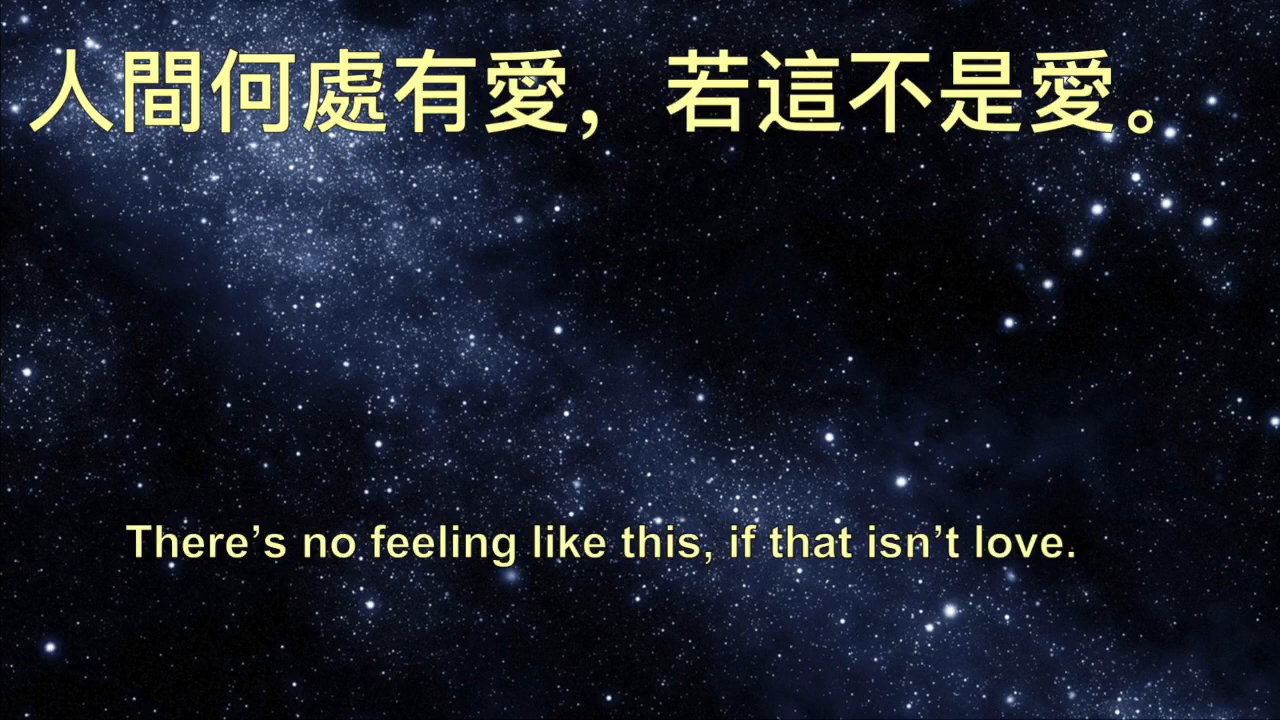 人間何處有愛，若這不是愛。
There’s no feeling like this, if that isn’t love.